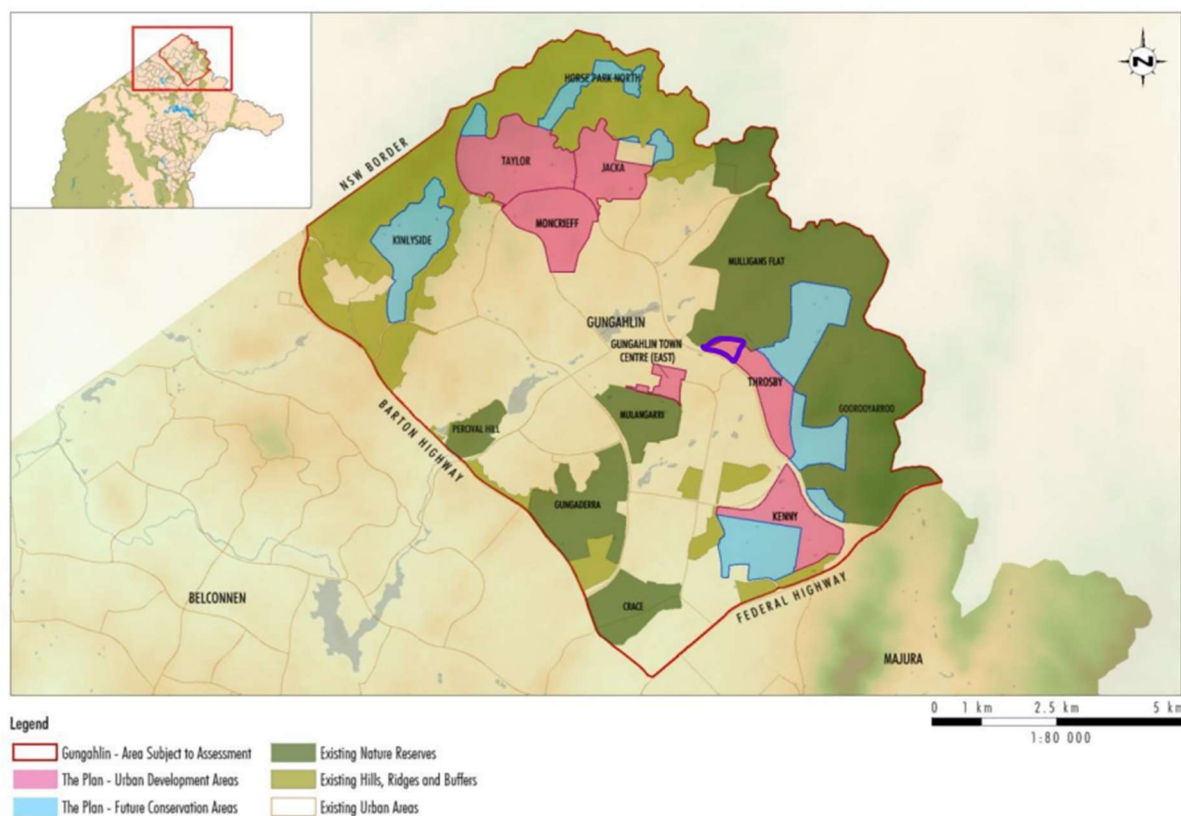 N
NSW BORDER
HORSE PARK NORTH
TAYLOR
JACKA
MONCRIEFF
KINLYSIDE
MULLIGANS FLAT
GUNGAHLIN
GUNGAHLIN TOWN
CENTRE (EAST)
THROSBY
GOOROOYARROO
MULANGARRY
PERCIVAL HILL
BARTON HIGHWAY
GUNGADERRA
KENNY
CRACE
FEDERAL HIGHWAY
BELCONNEN
MAJURA
0 1 km 2.5 km 5 km
1:80 000
Legend
Gungahlin - Area Subject to Assessment
The Plan - Urban Development Areas
The Plan - Future Conservation Areas
Existing Nature Reserves
Existing Hills, Ridges and Buffers
Existing Urban Areas